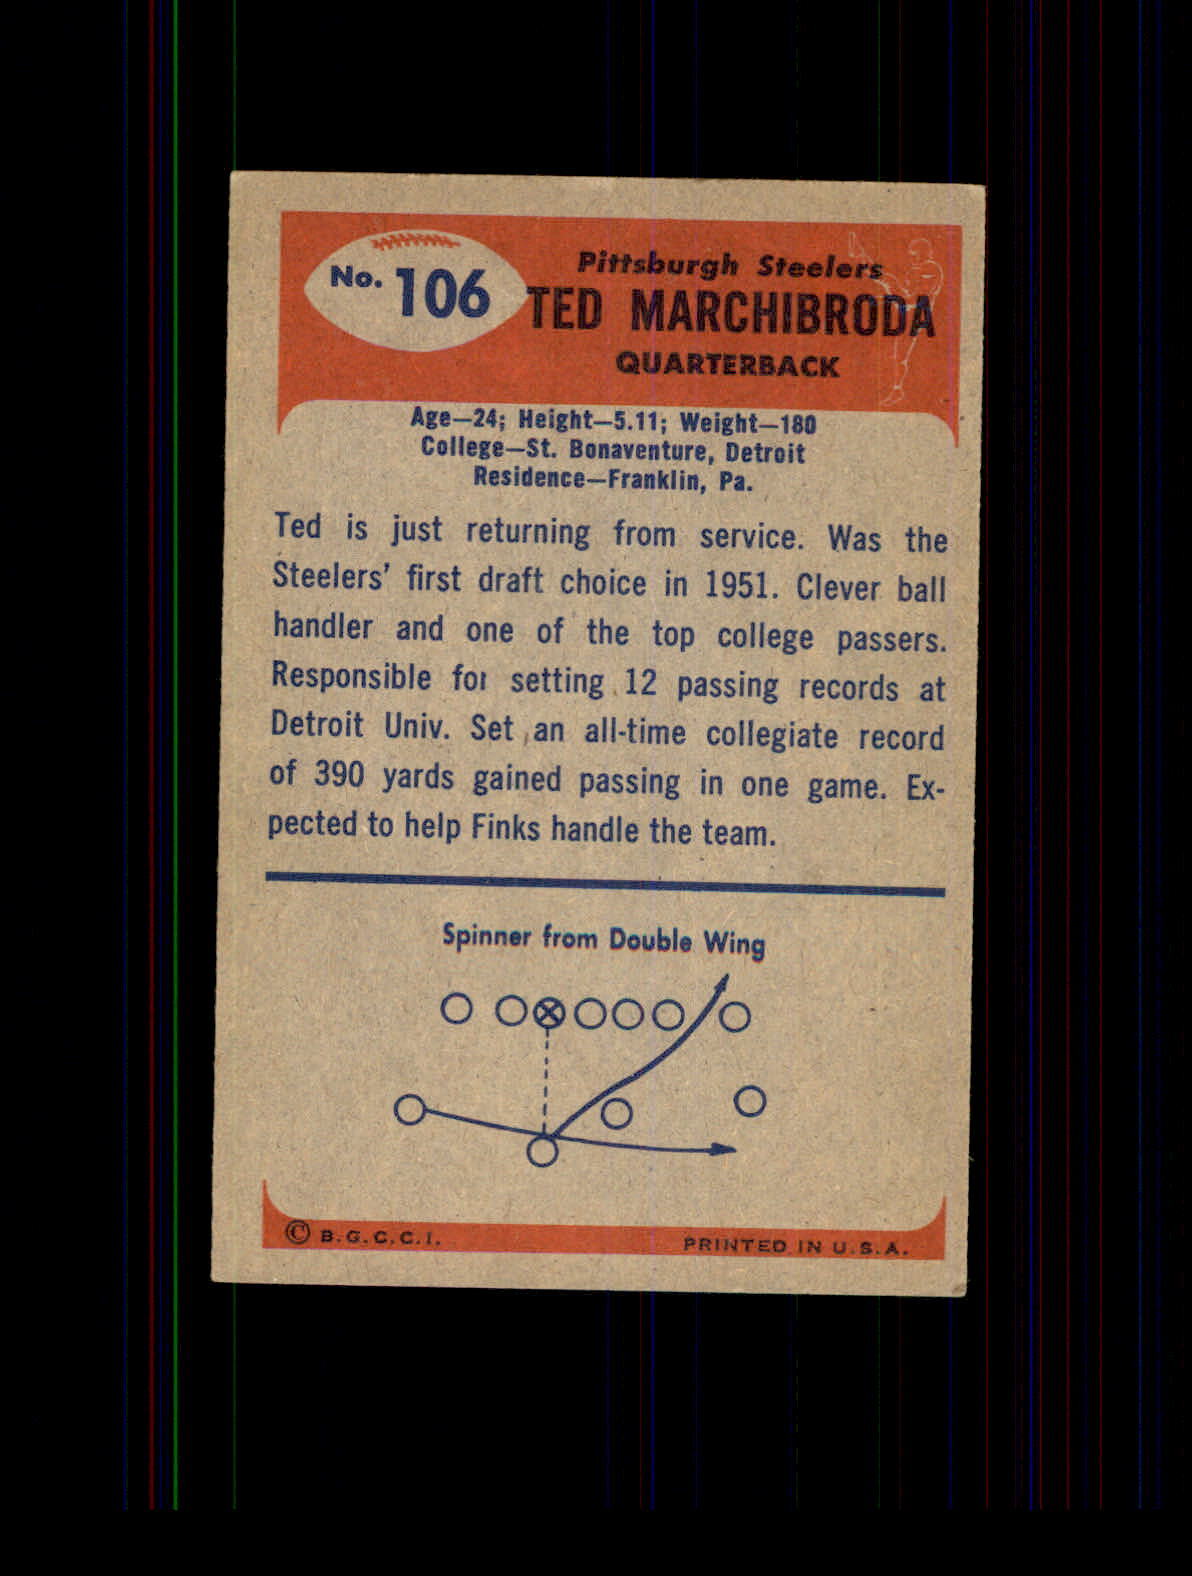 No. 106
Pittsburgh Steelers
TED MARCHIBRODA
QUARTERBACK
Age—24; Height—5.11; Weight—180
College—St. Bonaventure, Detroit
Residence—Franklin, Pa.
Ted is just returning from service. Was the
Steelers' first draft choice in 1951. Clever ball
handler and one of the top college passers.
Responsible for setting 12 passing records at
Detroit Univ. Set an all-time collegiate record
of 390 yards gained passing in one game. Ex-
pected to help Finks handle the team.
Spinner from Double Wing
© B.G.C.C.I.
PRINTED IN U.S.A.